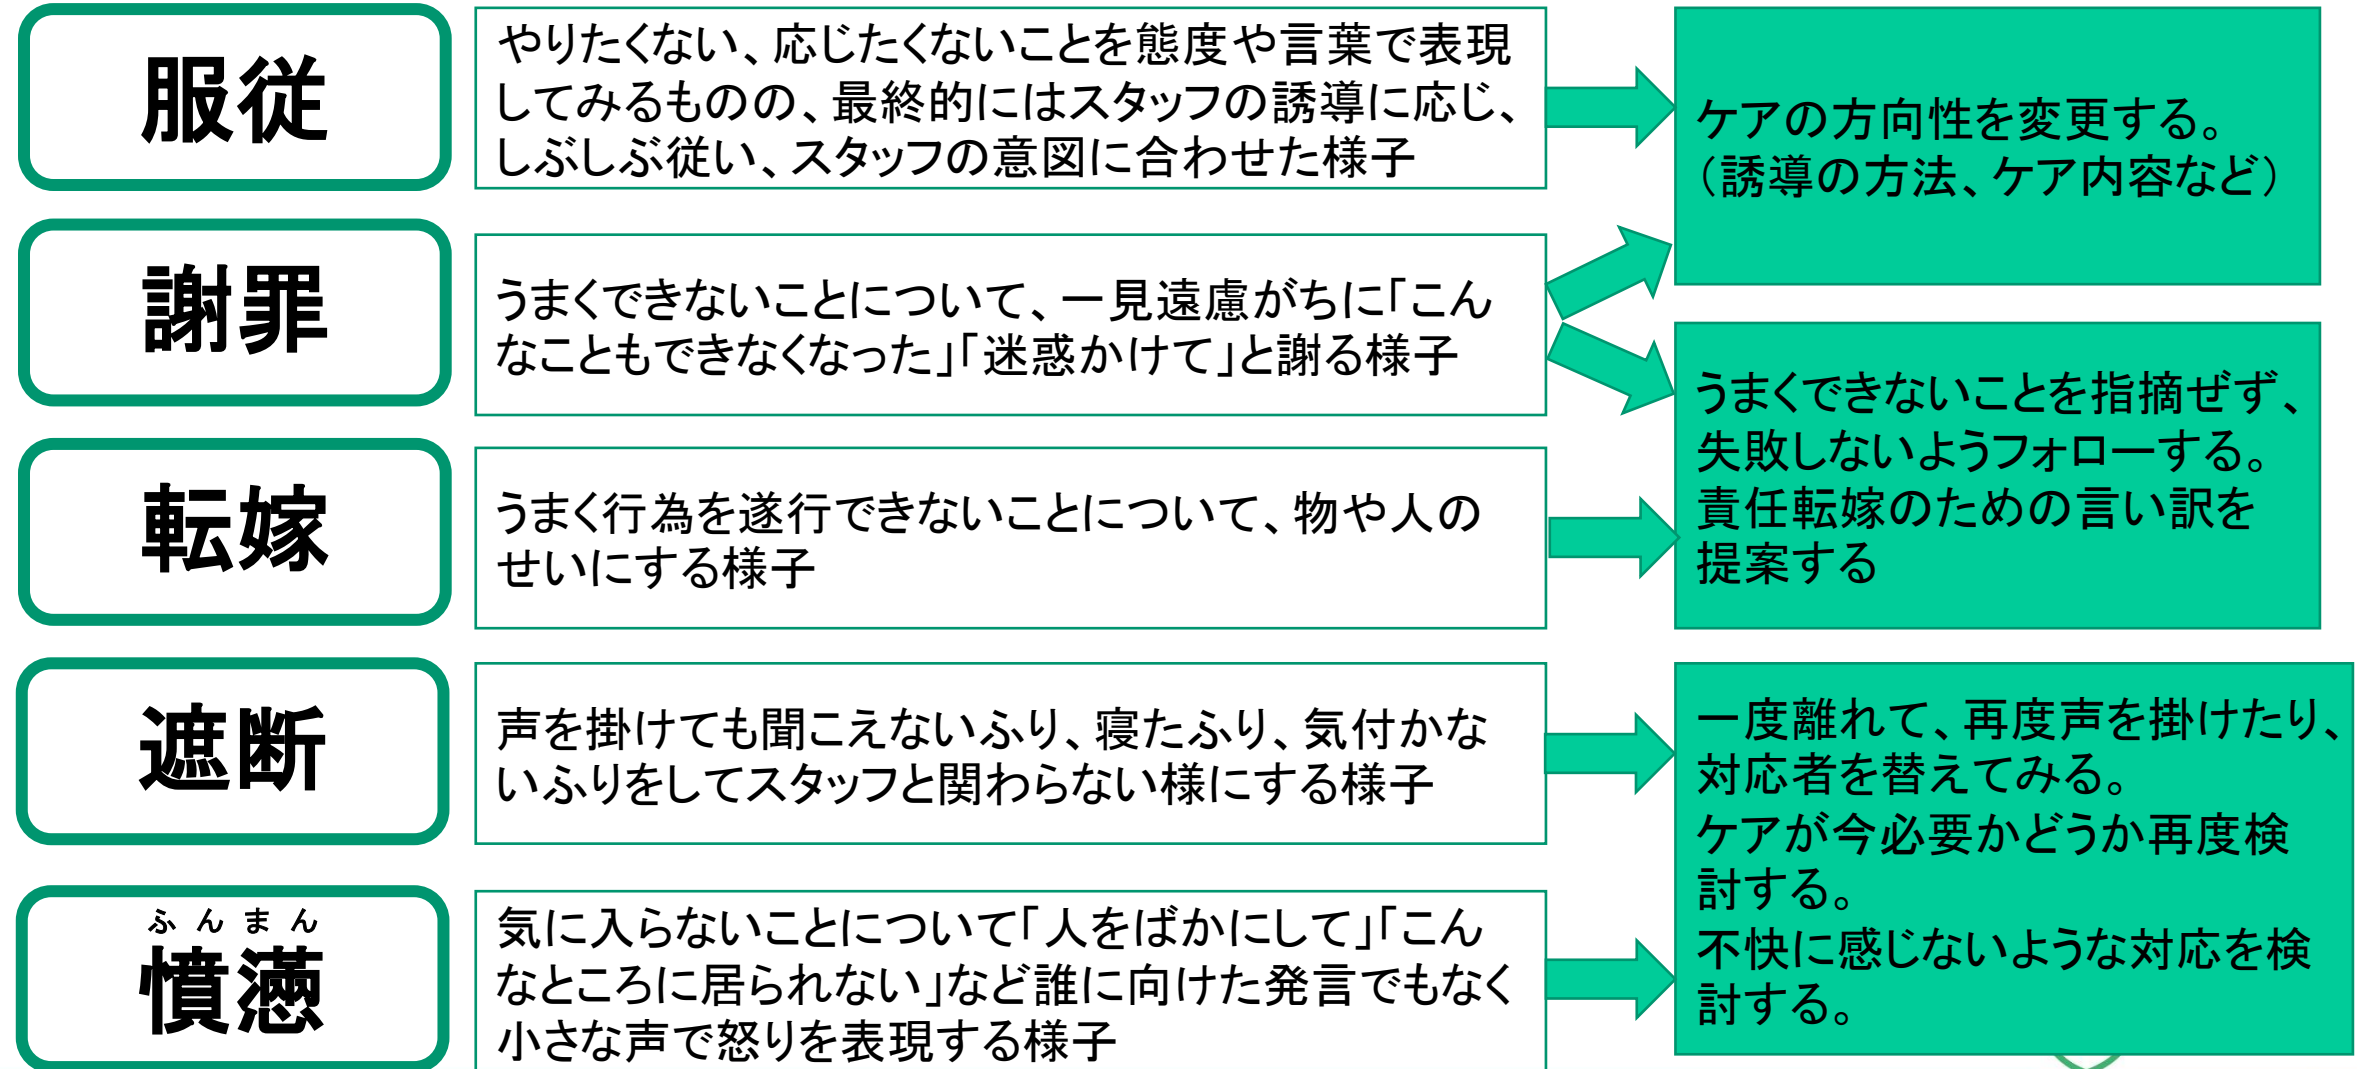 服従
やりたくない、応じたくないことを態度や言葉で表現
してみるものの、最終的にはスタッフの誘導に応じ、
しぶしぶ従い、スタッフの意図に合わせた様子
ケアの方向性を変更する。
（誘導の方法、ケア内容など）
謝罪
うまくできないことについて、一見遠慮がちに「こん
なこともできなくなった」「迷惑かけて」と謝る様子
うまくできないことを指摘ぜず、
失敗しないようフォローする。
責任転嫁のための言い訳を
提案する
転嫁
うまく行為を遂行できないことについて、物や人の
せいにする様子
遮断
声を掛けても聞こえないふり、寝たふり、気付かな
いふりをしてスタッフと関わらない様にする様子
一度離れて、再度声を掛けたり、
対応者を替えてみる。
ケアが今必要かどうか再度検
討する。
不快に感じないような対応を検
討する。
ふんまん
憤懣
気に入らないことについて「人をばかにして」「こん
なところに居られない」など誰に向けた発言でもなく
小さな声で怒りを表現する様子